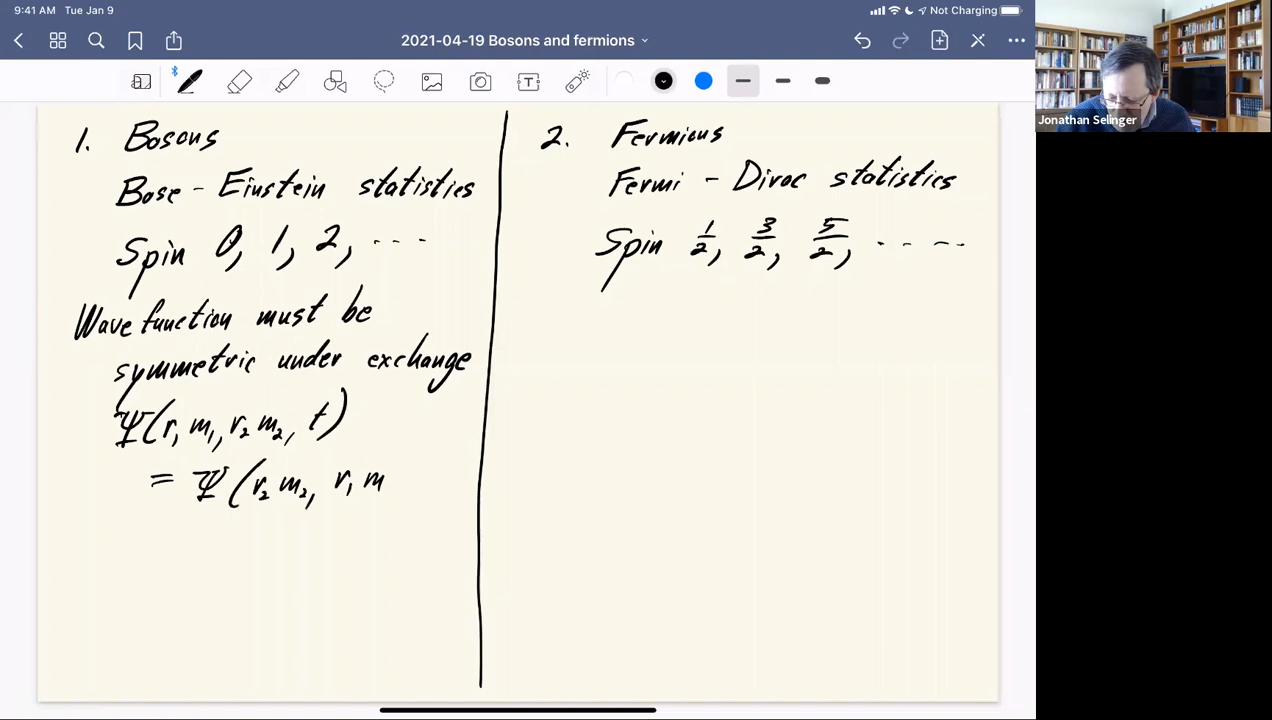 9:41 AM Tue Jan 9
Not Charging
2021-04-19 Bosons and fermions
Jonathan Selinger
1. Bosons
Bose - Einstein statistics
Spin 0, 1, 2, ...
Wave function must be
symmetric under exchange
Ψ(r₁ m₁, r₂ m₂, t)
= Ψ(r₂ m₂, r₁ m
2. Fermions
Fermi - Dirac statistics
Spin 1/2, 3/2, 5/2, ....